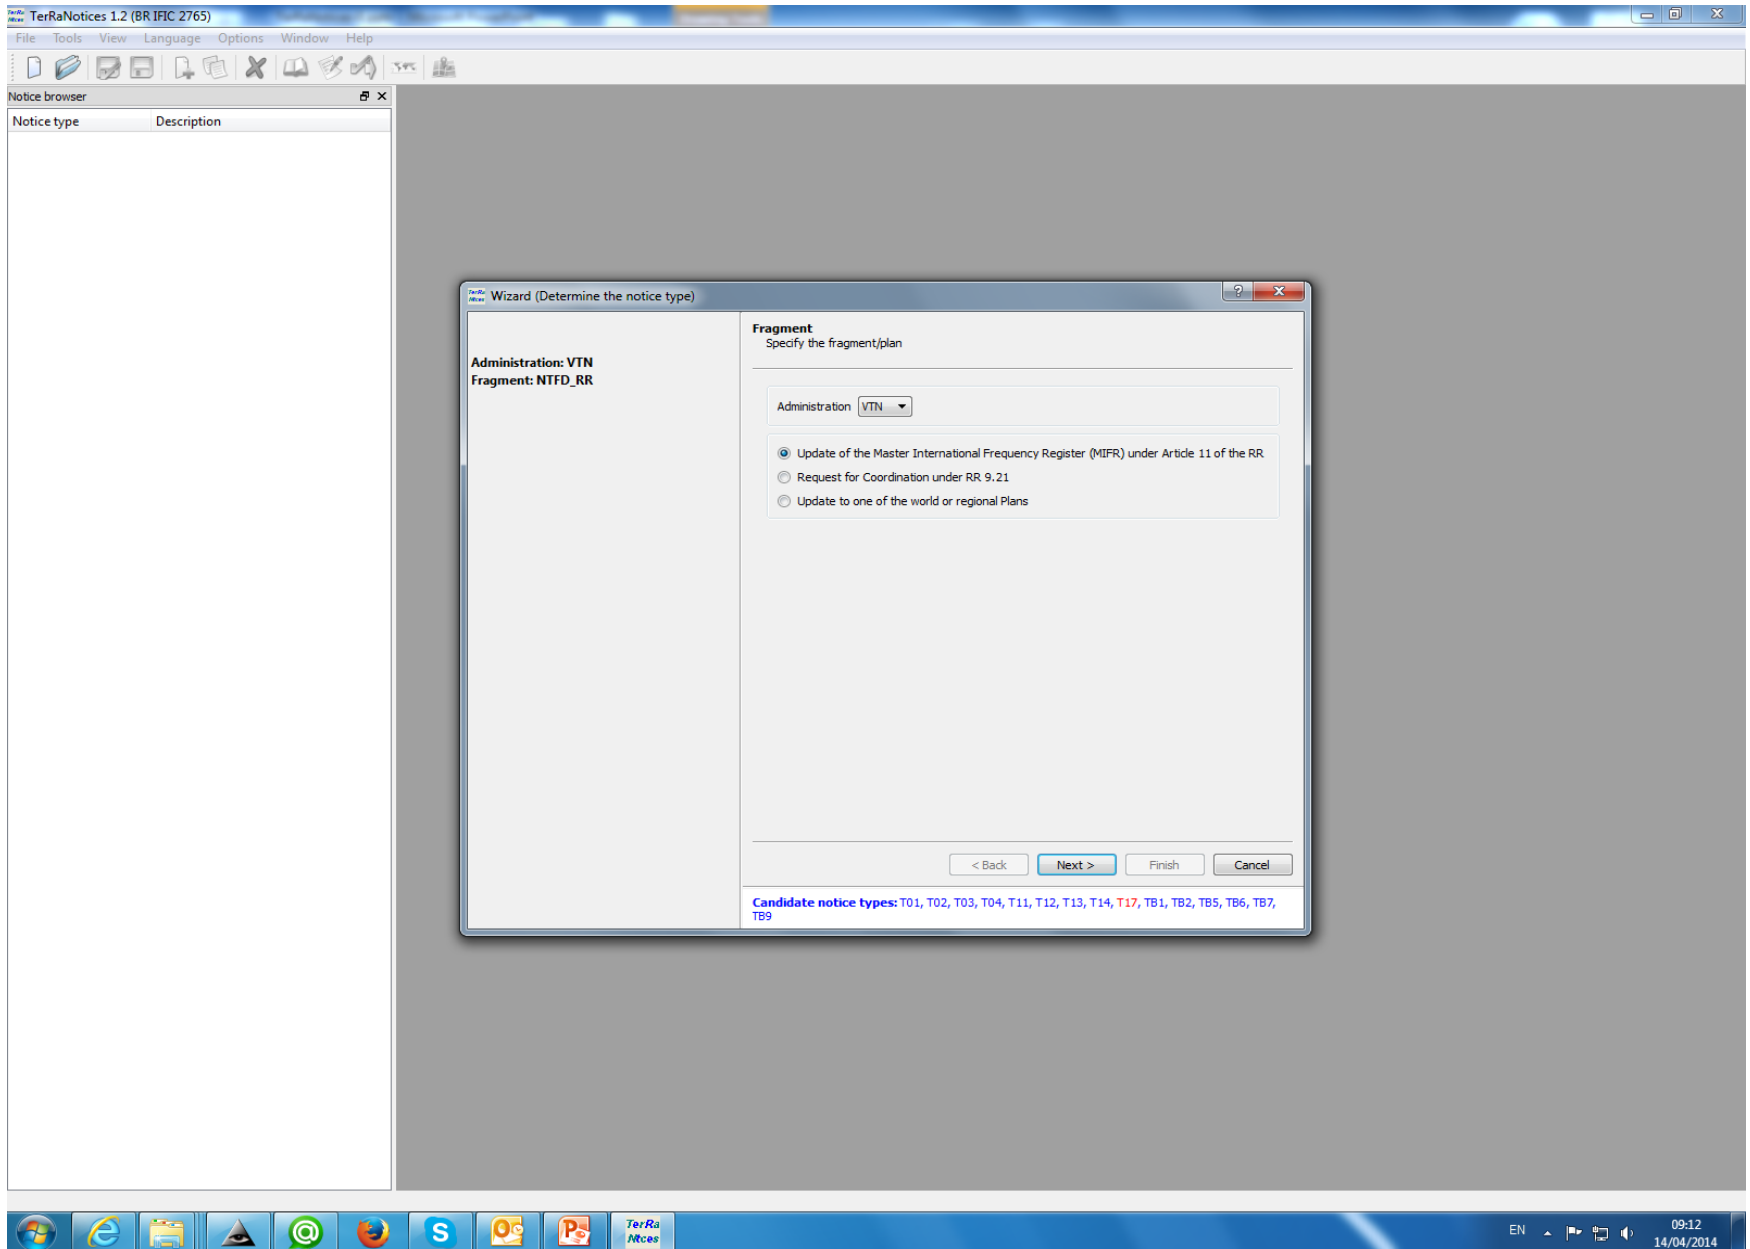 TerRaNotices 1.2 (BR IFIC 2765)
File Tools View Language Options Window Help
Notice browser
Notice type Description
Wizard (Determine the notice type)
Administration: VTN
Fragment: NTFD_RR
Fragment
Specify the fragment/plan
Administration VTN
Update of the Master International Frequency Register (MIFR) under Article 11 of the RR
Request for Coordination under RR 9.21
Update to one of the world or regional Plans
< Back Next > Finish Cancel
Candidate notice types: T01, T02, T03, T04, T11, T12, T13, T14, T17, TB1, TB2, TB5, TB6, TB7,
TB9
TerRa
Ntces
EN
09:12
14/04/2014